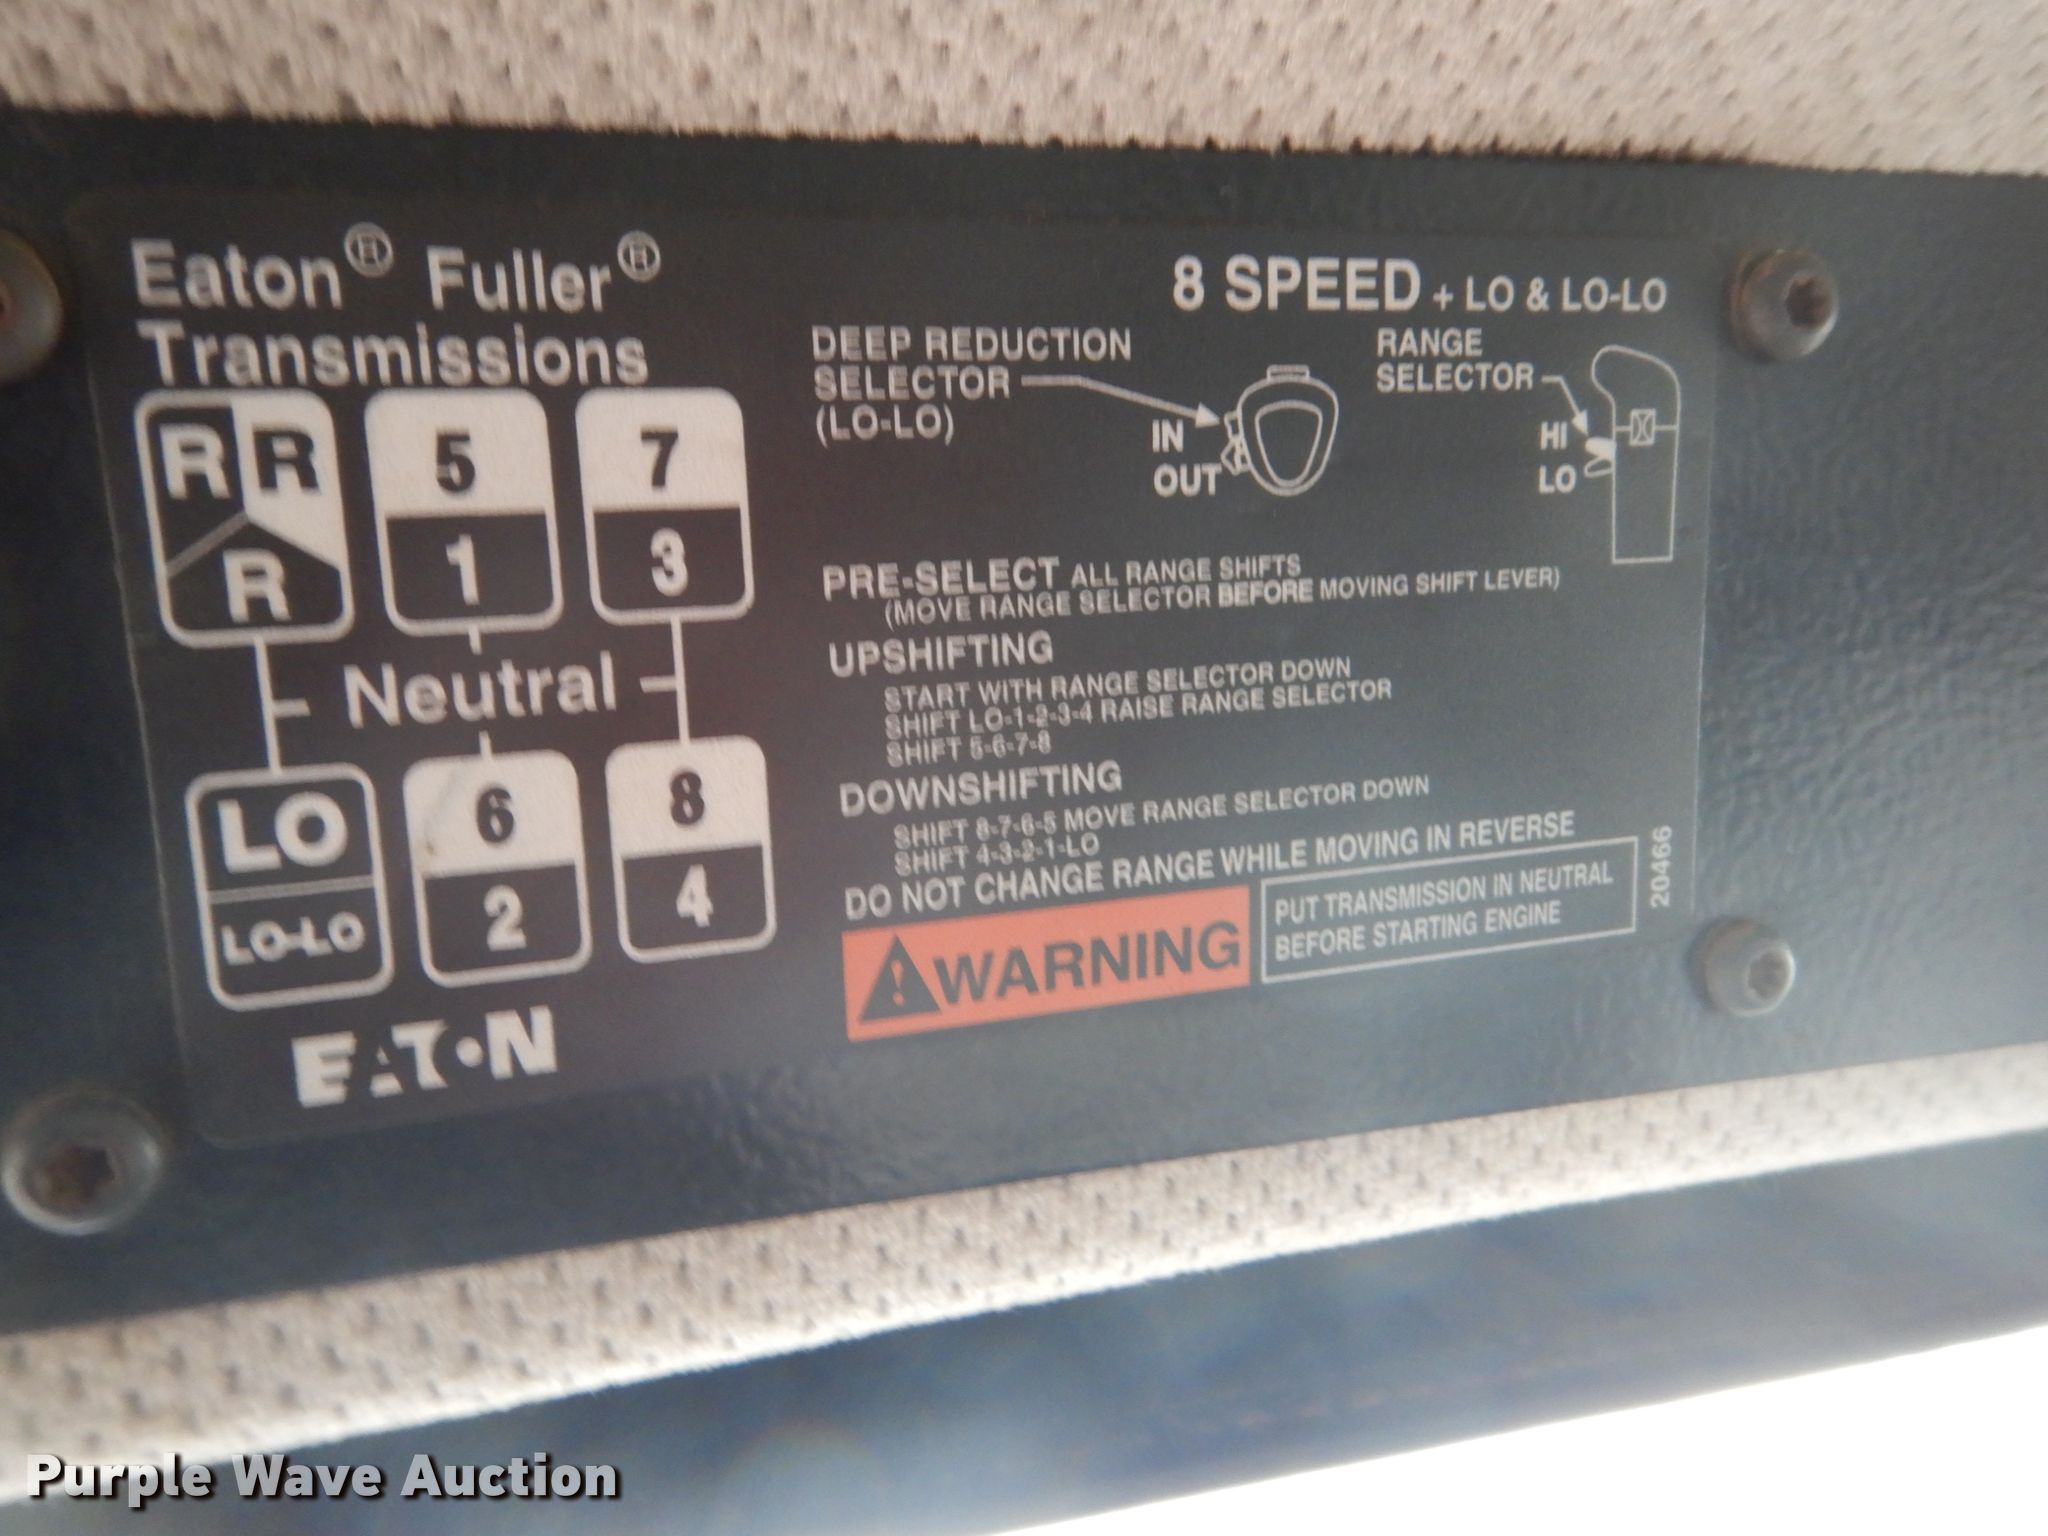 Eaton® Fuller®
Transmissions
R R 5 7
R 1 3
Neutral
LO 6 8
LO-LO 2 4
EATON
8 SPEED + LO & LO-LO
DEEP REDUCTION
SELECTOR
(LO-LO)
IN
OUT
RANGE
SELECTOR
HI
LO
PRE-SELECT ALL RANGE SHIFTS
(MOVE RANGE SELECTOR BEFORE MOVING SHIFT LEVER)
UPSHIFTING
START WITH RANGE SELECTOR DOWN
SHIFT LO-1-2-3-4 RAISE RANGE SELECTOR
SHIFT 5-6-7-8
DOWNSHIFTING
SHIFT 8-7-6-5 MOVE RANGE SELECTOR DOWN
SHIFT 4-3-2-1-LO
DO NOT CHANGE RANGE WHILE MOVING IN REVERSE
WARNING
PUT TRANSMISSION IN NEUTRAL
BEFORE STARTING ENGINE
20466
Purple Wave Auction